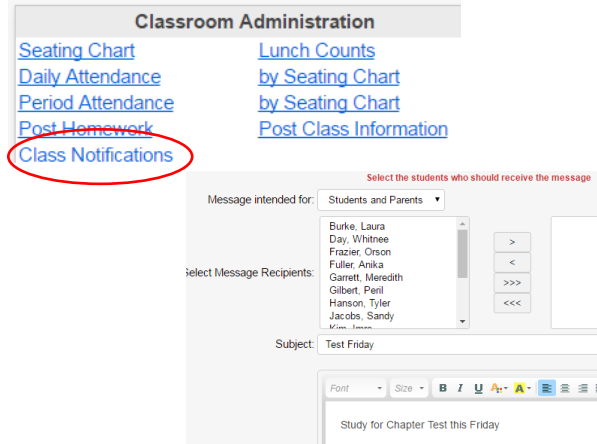 Classroom Administration
Seating Chart Lunch Counts
Daily Attendance by Seating Chart
Period Attendance by Seating Chart
Post Homework Post Class Information
Class Notifications
Select the students who should receive the message
Message intended for: Students and Parents
Burke, Laura
Day, Whitnee
Frazier, Orson
Fuller, Anika
Select Message Recipients:
Garrett, Meredith
Gilbert, Peril
Hanson, Tyler
Jacobs, Sandy
Kim, Imra
>
<
>>>
<<<
Subject: Test Friday
Font Size B I U A A
Study for Chapter Test this Friday